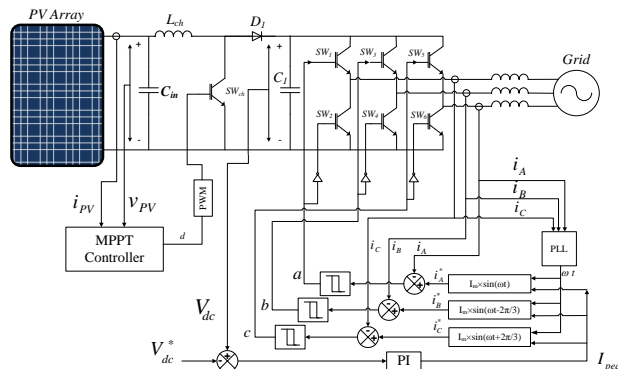 PV Array
L_ch
D_1
+
+
C_in
C_1
SW_ch
-
-
SW_1
SW_3
SW_5
SW_2
SW_4
SW_6
Grid
i_PV
v_PV
PWM
MPPT
Controller
d
i_A
i_B
i_C
PLL
ω t
i_C
i_B
i_A
V_dc
a
i_A^*
I_m×sin(ωt)
b
i_B^*
I_m×sin(ωt-2π/3)
c
i_C^*
I_m×sin(ωt+2π/3)
V_dc^*
PI